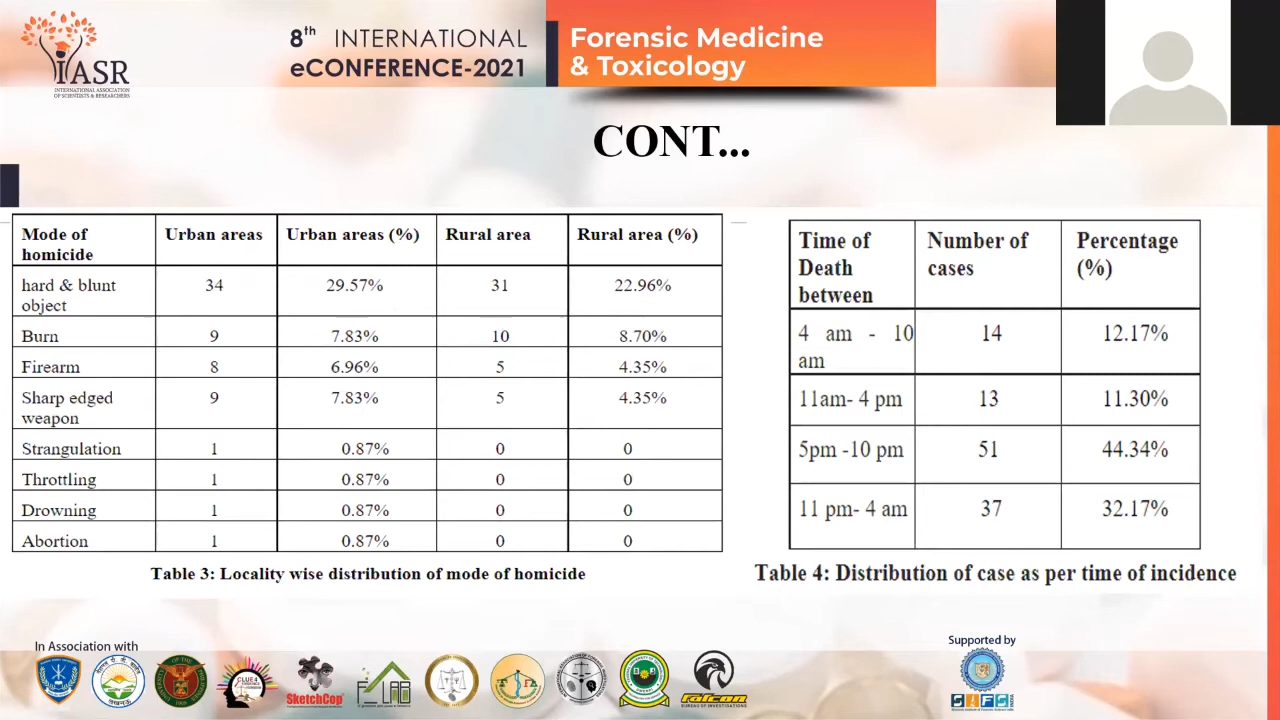 IASR
INTERNATIONAL ASSOCIATION
OF SCIENTISTS & RESEARCHERS
8th INTERNATIONAL
eCONFERENCE-2021
Forensic Medicine
& Toxicology
CONT...
Mode of homicide Urban areas Urban areas (%) Rural area Rural area (%)
hard & blunt object 34 29.57% 31 22.96%
Burn 9 7.83% 10 8.70%
Firearm 8 6.96% 5 4.35%
Sharp edged weapon 9 7.83% 5 4.35%
Strangulation 1 0.87% 0 0
Throttling 1 0.87% 0 0
Drowning 1 0.87% 0 0
Abortion 1 0.87% 0 0
Table 3: Locality wise distribution of mode of homicide
Time of Death between Number of cases Percentage (%)
4 am - 10 am 14 12.17%
11am- 4 pm 13 11.30%
5pm -10 pm 51 44.34%
11 pm- 4 am 37 32.17%
Table 4: Distribution of case as per time of incidence
In Association with
CLUE4
SketchCop
F LAB
Falcon
BUREAU OF INVESTIGATIONS
Supported by
SIFS